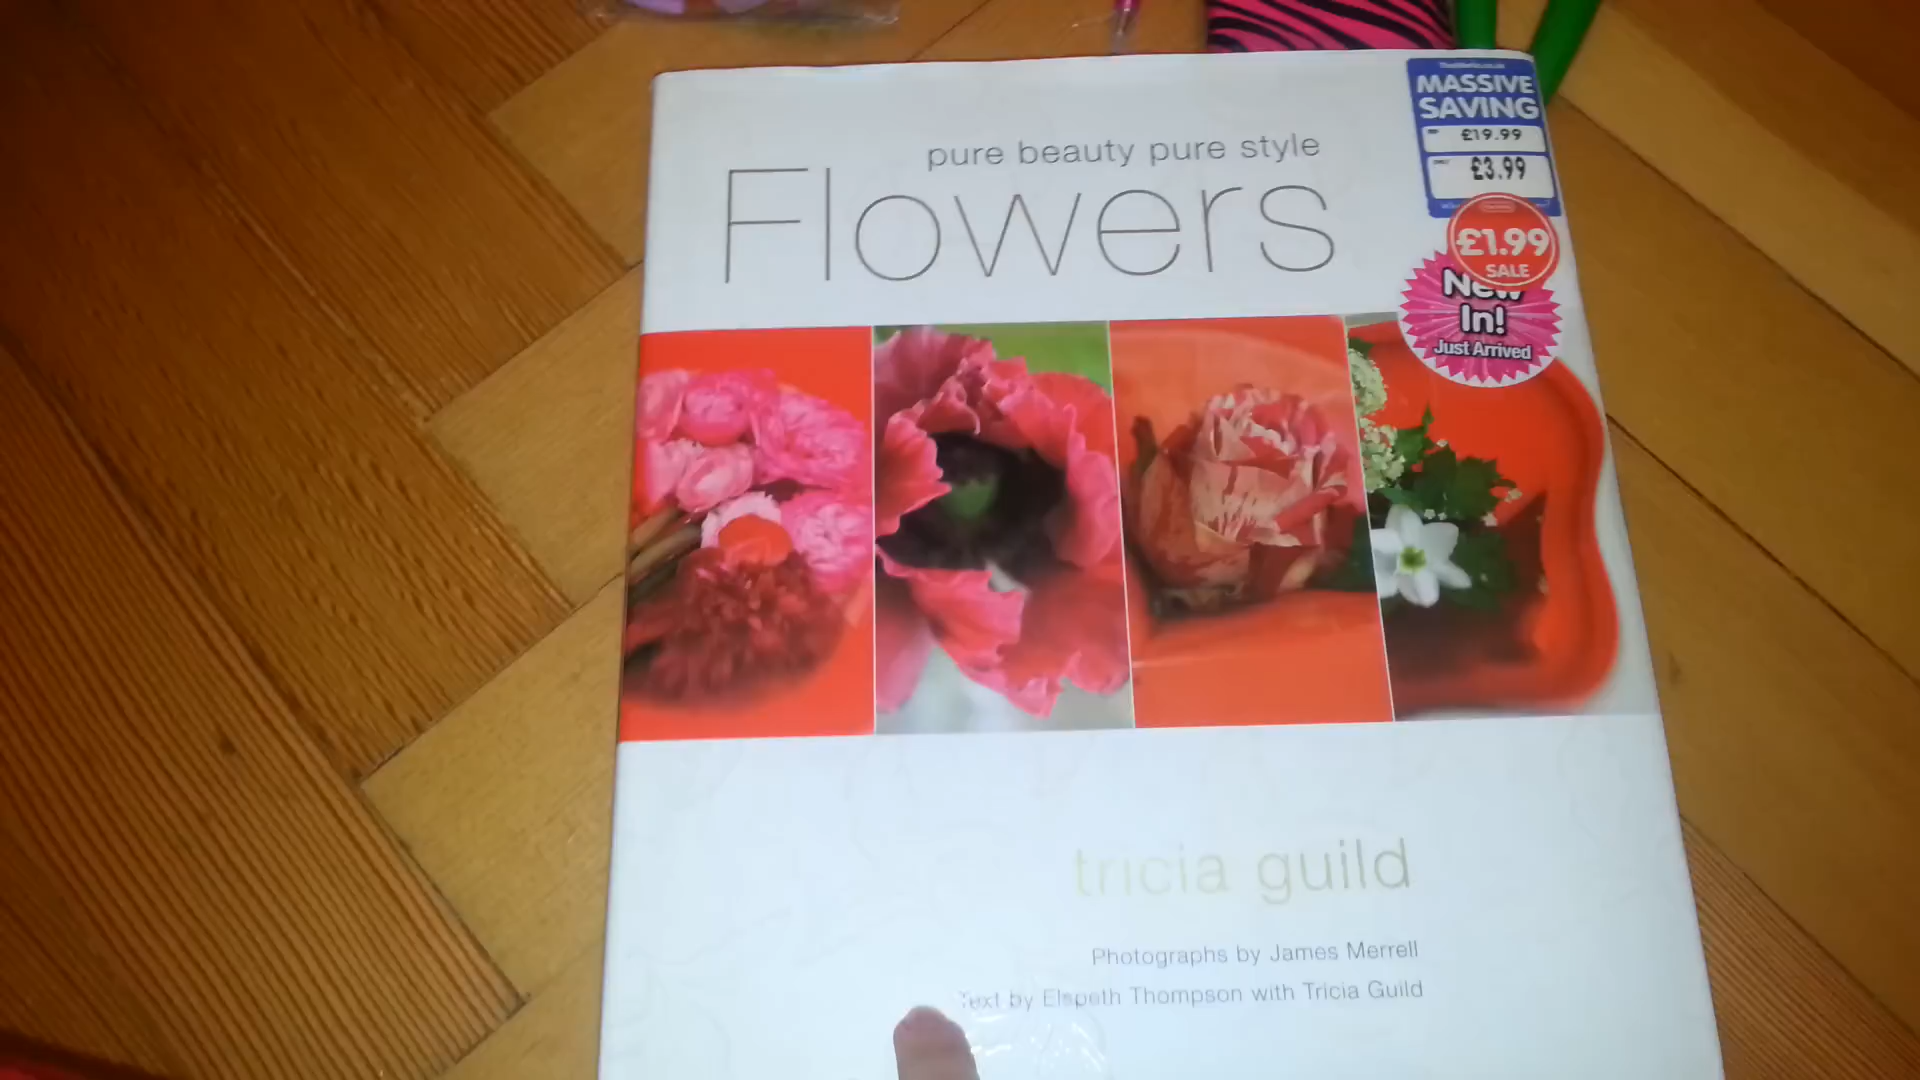 pure beauty pure style
Flowers
MASSIVE
SAVING
£19.99
£3.99
£1.99
SALE
New
In!
Just Arrived
tricia guild
Photographs by James Merrell
Text by Elspeth Thompson with Tricia Guild